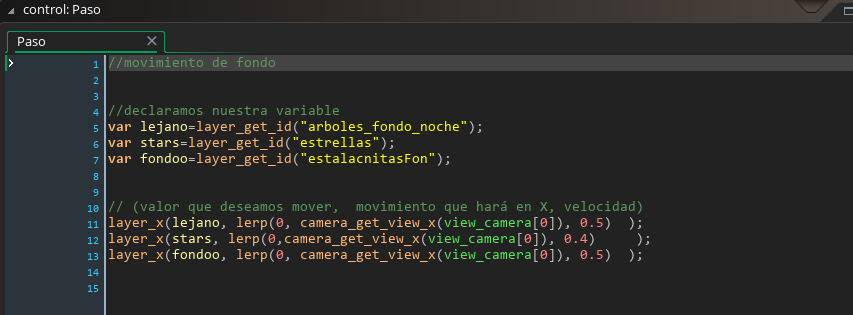 control: Paso
Paso
1 //movimiento de fondo
2
3
4 //declaramos nuestra variable
5 var lejano=layer_get_id("arboles_fondo_noche");
6 var stars=layer_get_id("estrellas");
7 var fondoo=layer_get_id("estalacnitasFon");
8
9
10 // (valor que deseamos mover,  movimiento que hará en X, velocidad)
11 layer_x(lejano, lerp(0, camera_get_view_x(view_camera[0]), 0.5)  );
12 layer_x(stars, lerp(0,camera_get_view_x(view_camera[0]), 0.4)     );
13 layer_x(fondoo, lerp(0, camera_get_view_x(view_camera[0]), 0.5)  );
14
15